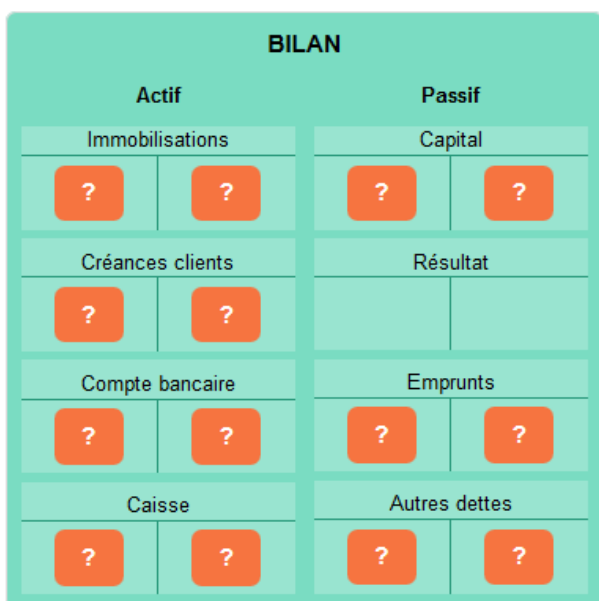 BILAN
Actif
Passif
Immobilisations
Capital
? ?
? ?
Créances clients
Résultat
? ?
Compte bancaire
Emprunts
? ?
? ?
Caisse
Autres dettes
? ?
? ?